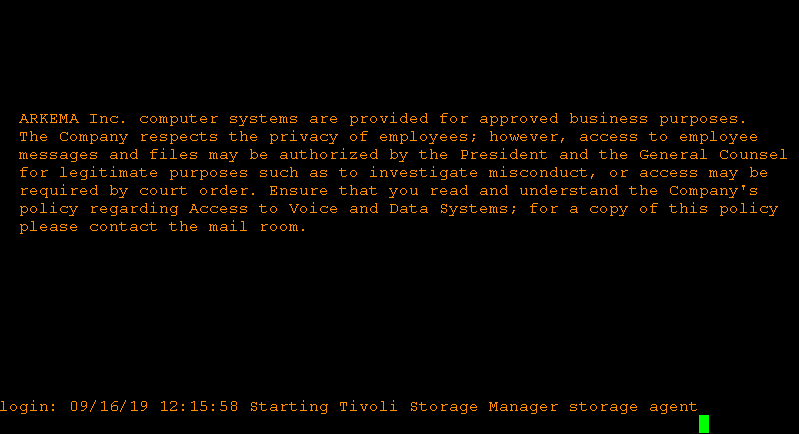 ARKEMA Inc. computer systems are provided for approved business purposes.
The Company respects the privacy of employees; however, access to employee
messages and files may be authorized by the President and the General Counsel
for legitimate purposes such as to investigate misconduct, or access may be
required by court order. Ensure that you read and understand the Company's
policy regarding Access to Voice and Data Systems; for a copy of this policy
please contact the mail room.
login: 09/16/19 12:15:58 Starting Tivoli Storage Manager storage agent